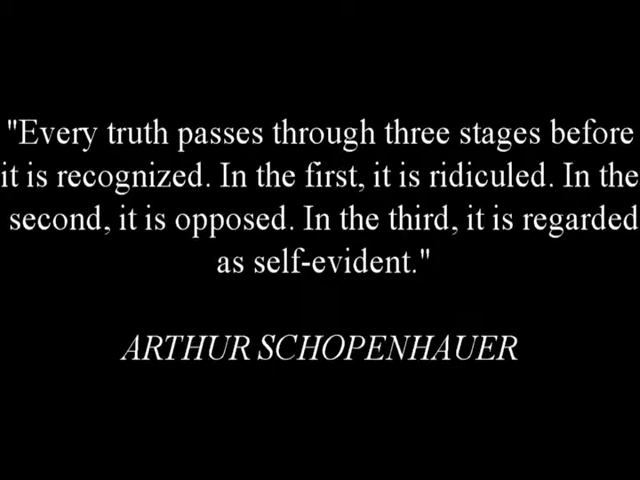 "Every truth passes through three stages before
it is recognized. In the first, it is ridiculed. In the
second, it is opposed. In the third, it is regarded
as self-evident."
ARTHUR SCHOPENHAUER